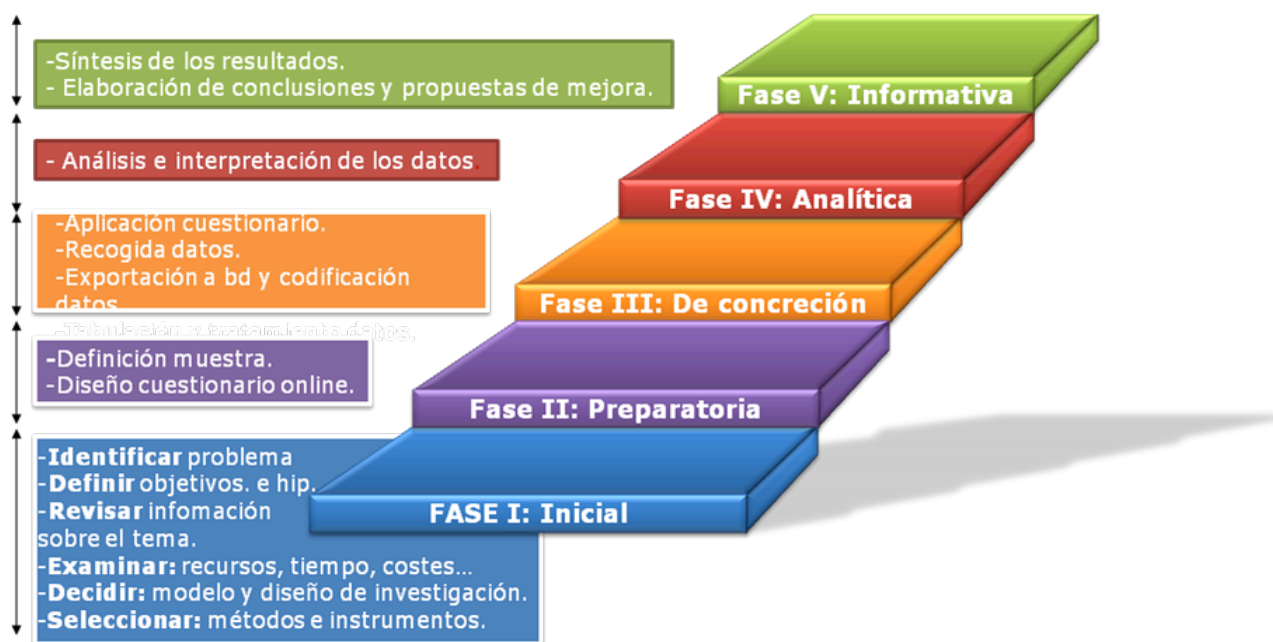 -Síntesis de los resultados.
- Elaboración de conclusiones y propuestas de mejora.
Fase V: Informativa
- Análisis e interpretación de los datos.
Fase IV: Analítica
-Aplicación cuestionario.
-Recogida datos.
-Exportación a bd y codificación
datos.
-Tabulación y tratamiento datos.
Fase III: De concreción
-Definición muestra.
-Diseño cuestionario online.
Fase II: Preparatoria
-Identificar problema
-Definir objetivos. e hip.
-Revisar infomación
sobre el tema.
-Examinar: recursos, tiempo, costes...
-Decidir: modelo y diseño de investigación.
-Seleccionar: métodos e instrumentos.
FASE I: Inicial